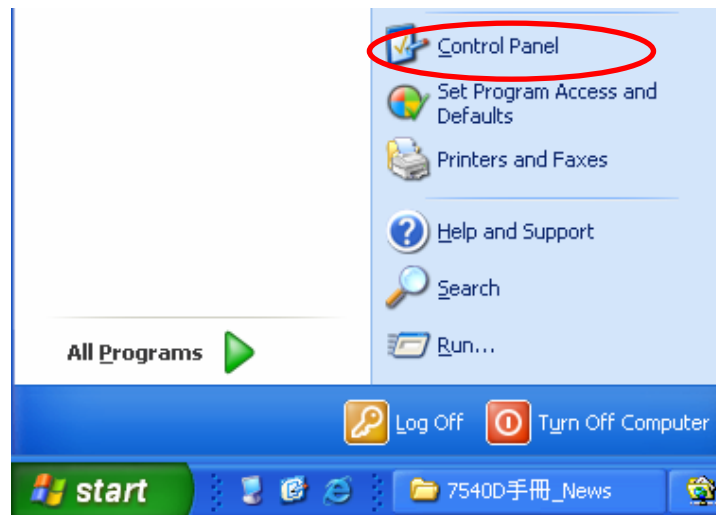 Control Panel
Set Program Access and
Defaults
Printers and Faxes
Help and Support
Search
All Programs
Run...
Log Off
Turn Off Computer
start
7540D手冊_News